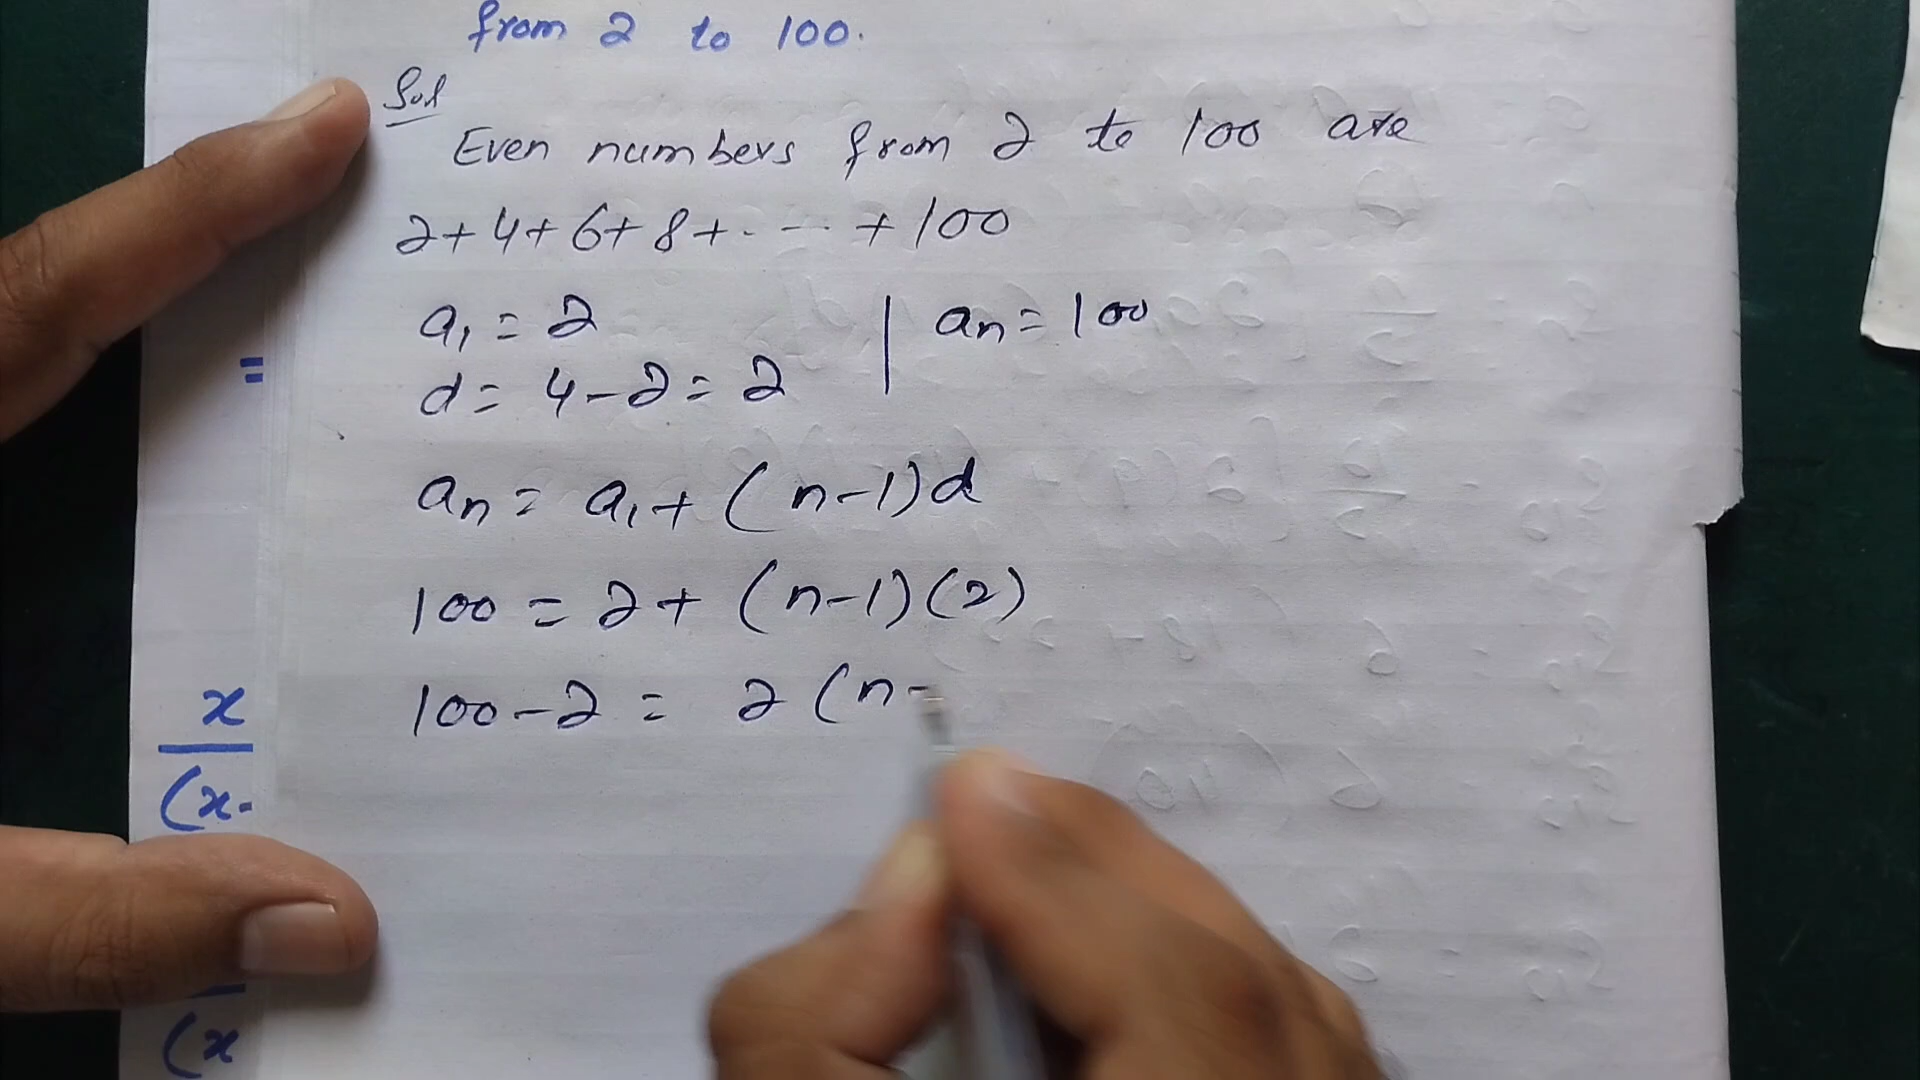 from 2 to 100.
Sol
Even numbers from 2 to 100 are
2+4+6+8+. - - + 100
a₁ = 2 | aₙ = 100
d = 4-2 = 2
aₙ = a₁ + (n-1)d
100 = 2+ (n-1)(2)
100-2 = 2 (n-
=
x
(x-
(x